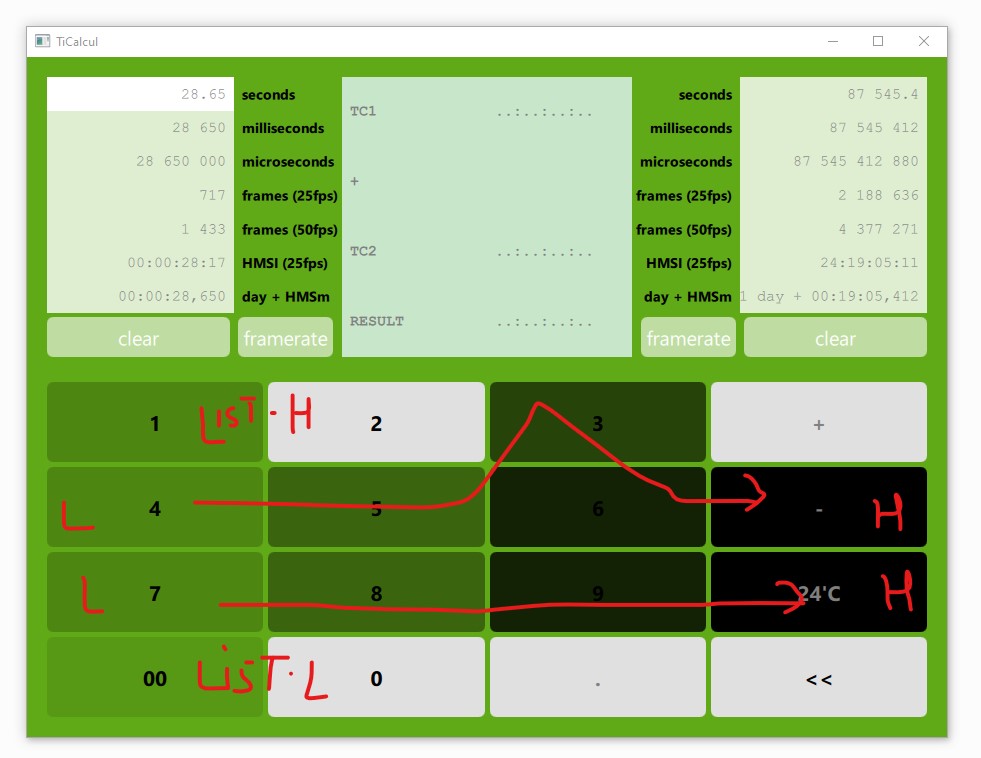 TiCalcul
28.65 seconds
28 650 milliseconds
28 650 000 microseconds
717 frames (25fps)
1 433 frames (50fps)
00:00:28:17 HMSI (25fps)
00:00:28,650 day + HMSm
clear framerate
TC1 ..:..:..:..
+
TC2 ..:..:..:..
RESULT ..:..:..:..
seconds 87 545.4
milliseconds 87 545 412
microseconds 87 545 412 880
frames (25fps) 2 188 636
frames (50fps) 4 377 271
HMSI (25fps) 24:19:05:11
day + HMSm 1 day + 00:19:05,412
framerate clear
1 LisT·H 2 3 +
L 4 5 6 - H
L 7 8 9 24'C H
00 LisT·L 0 . <<